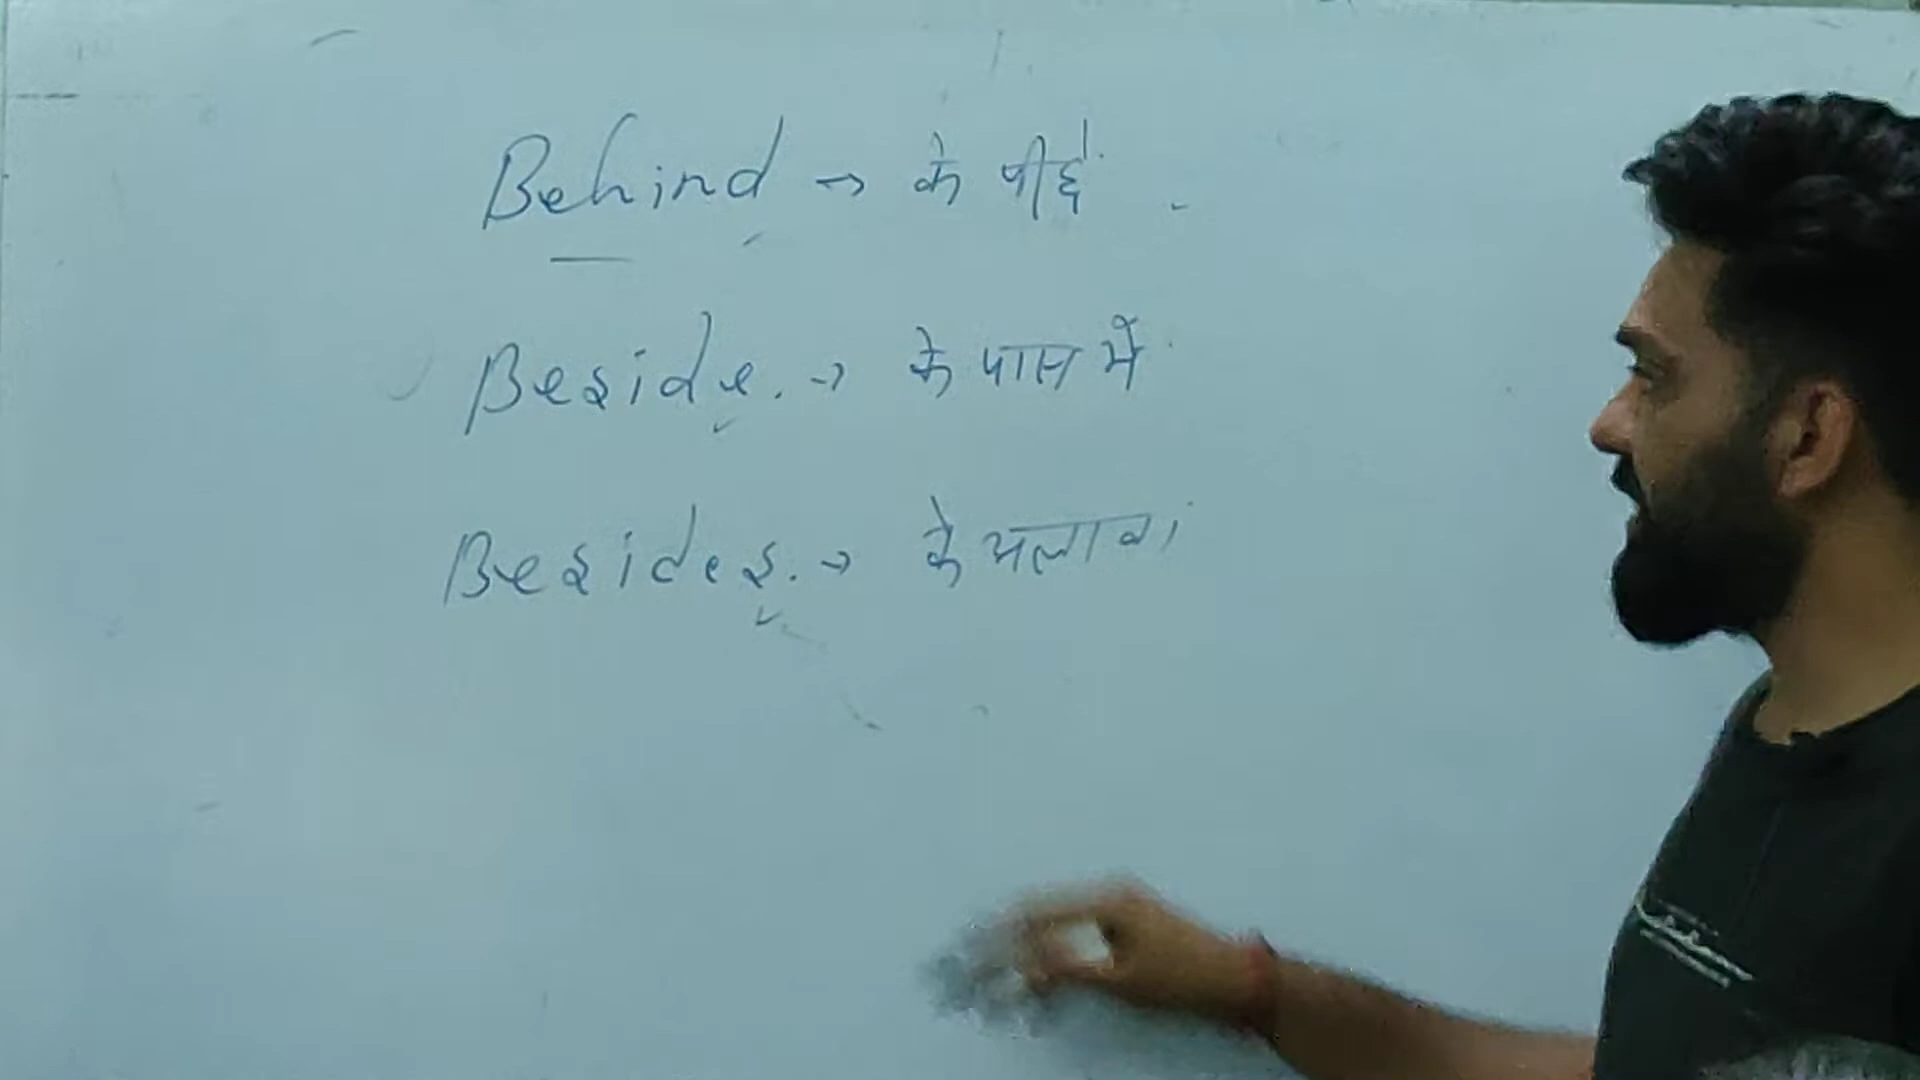 Behind → के पीछे
Beside. → के पास में
Besides. → के अलावा